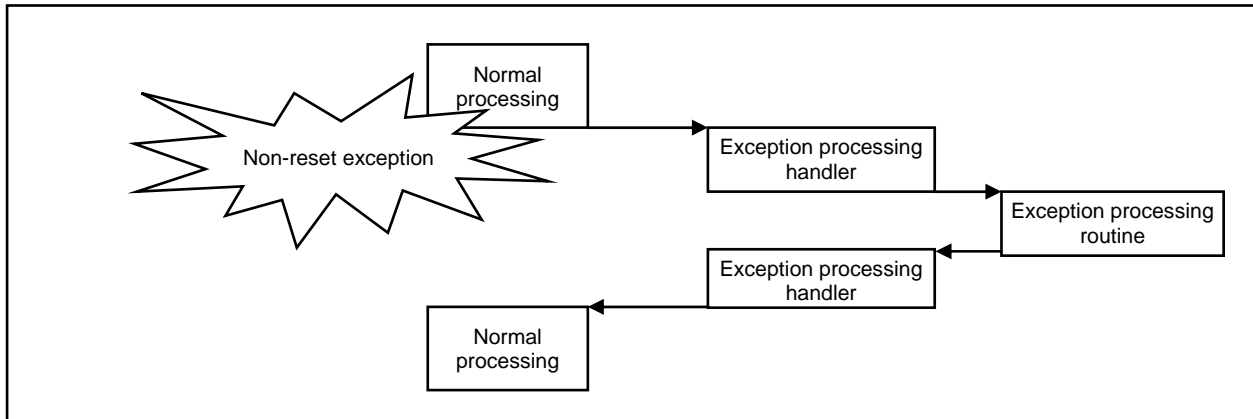 Normal
processing
Non-reset exception
Exception processing
handler
Exception processing
routine
Exception processing
handler
Normal
processing